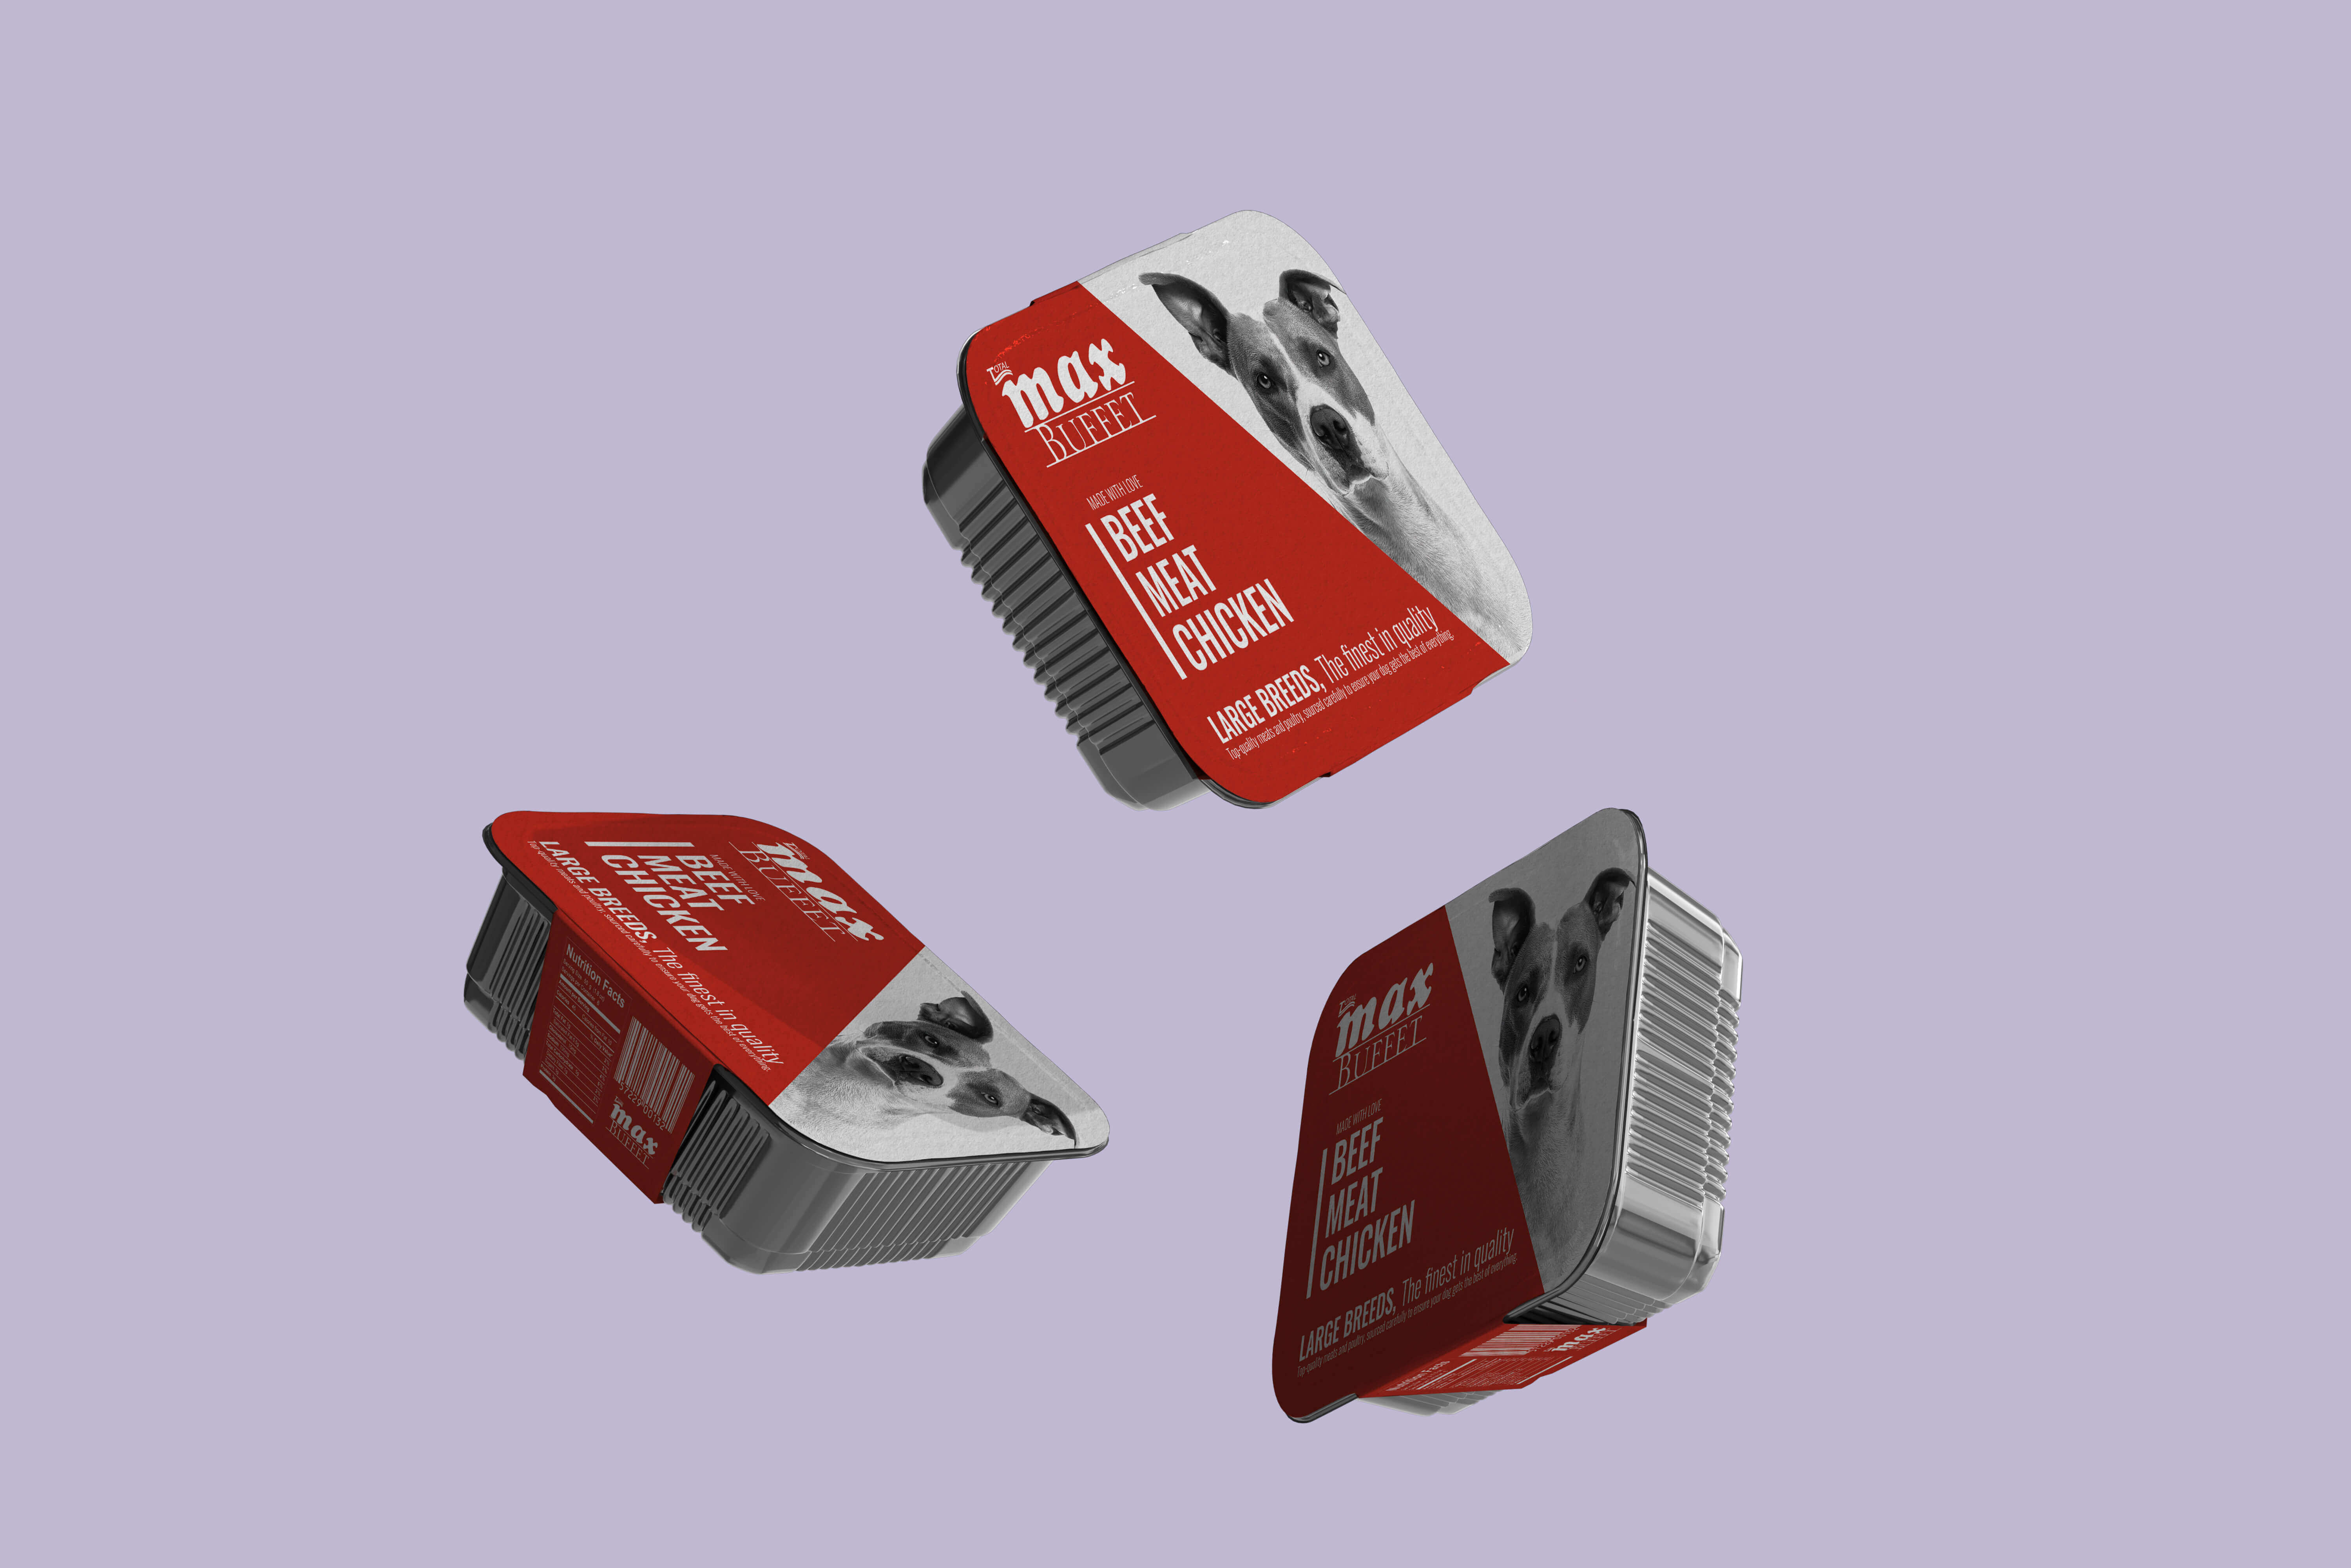 TOTAL
max
BUFFET
MADE WITH LOVE
BEEF
MEAT
CHICKEN
LARGE BREEDS, The finest in quality
Top-quality meats and poultry, sourced carefully to ensure your dog gets the best of everything.
TOTAL
max
BUFFET
MADE WITH LOVE
BEEF
MEAT
CHICKEN
LARGE BREEDS, The finest in quality
Top-quality meats and poultry, sourced carefully to ensure your dog gets the best of everything.
Nutrition Facts
max
BUFFET
TOTAL
max
BUFFET
MADE WITH LOVE
BEEF
MEAT
CHICKEN
LARGE BREEDS, The finest in quality
Top-quality meats and poultry, sourced carefully to ensure your dog gets the best of everything.
Nutrition Facts
max